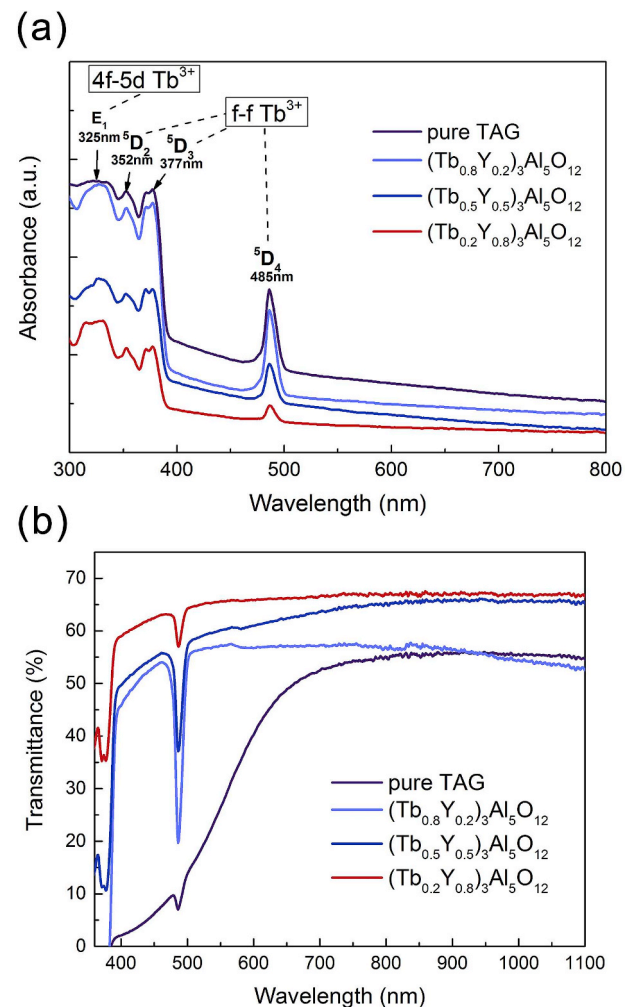 (a)
4f-5d Tb³⁺
f-f Tb³⁺
E₁
325nm
⁵D₂
352nm
⁵D₃
377nm
⁵D₄
485nm
pure TAG
(Tb₀.₈Y₀.₂)₃Al₅O₁₂
(Tb₀.₅Y₀.₅)₃Al₅O₁₂
(Tb₀.₂Y₀.₈)₃Al₅O₁₂
Absorbance (a.u.)
300 400 500 600 700 800
Wavelength (nm)
(b)
70
60
50
40
30
20
10
0
Transmittance (%)
pure TAG
(Tb₀.₈Y₀.₂)₃Al₅O₁₂
(Tb₀.₅Y₀.₅)₃Al₅O₁₂
(Tb₀.₂Y₀.₈)₃Al₅O₁₂
400 500 600 700 800 900 1000 1100
Wavelength (nm)